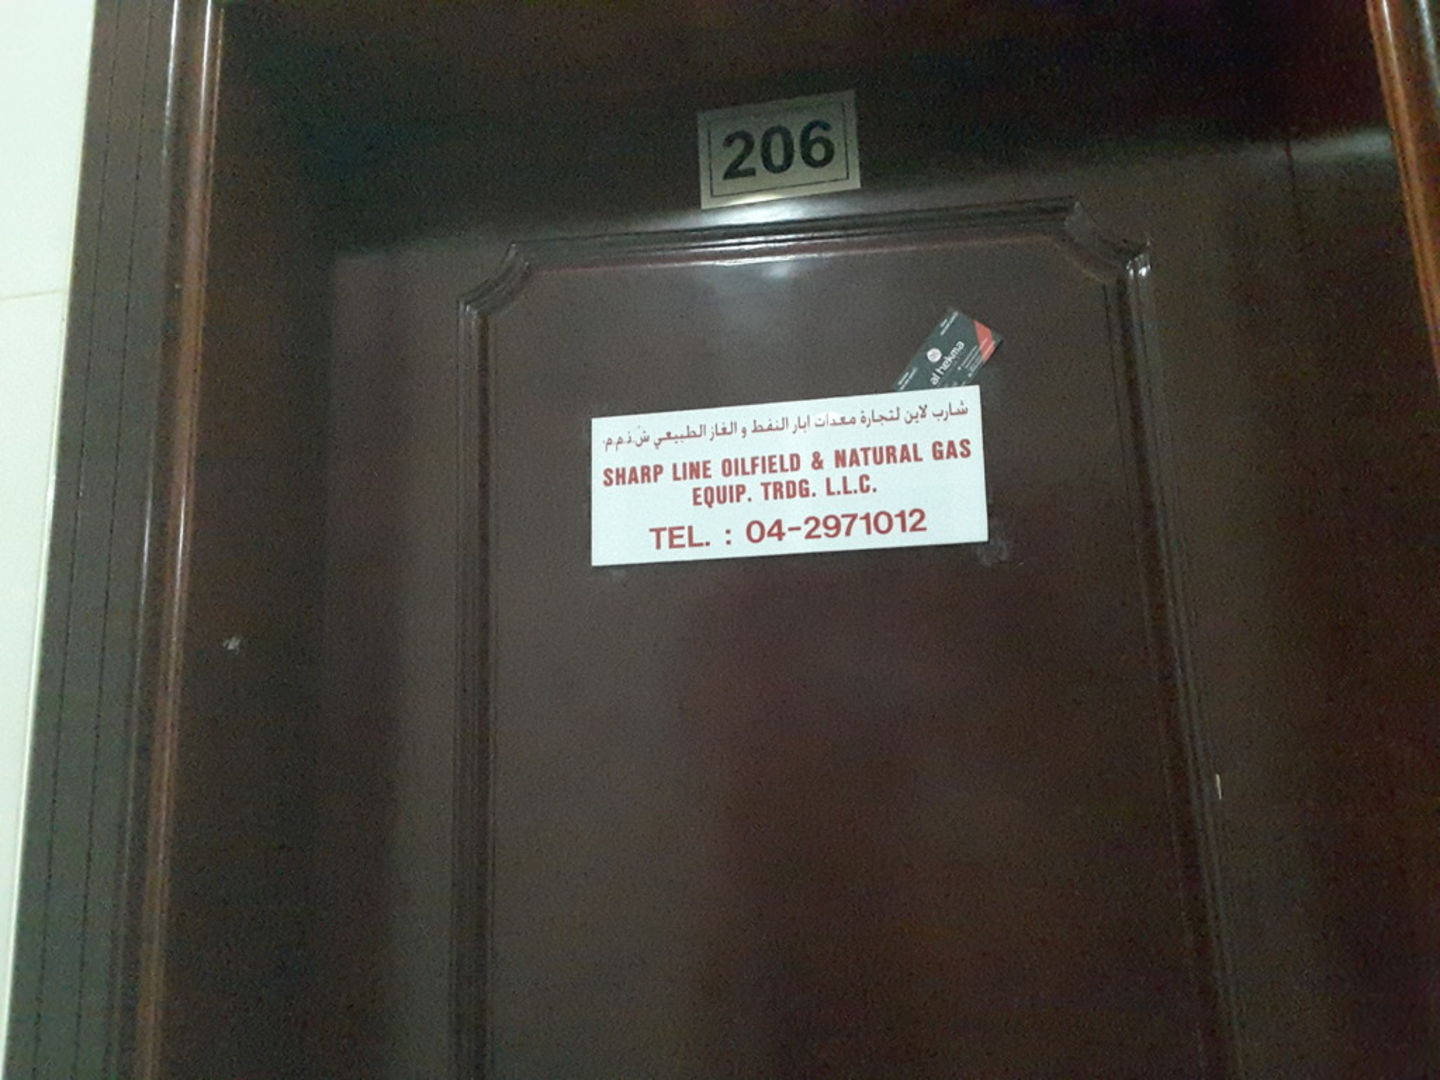 206
al hekma
شارب لاين لتجارة معدات ابار النفط و الغاز الطبيعي ش.ذ.م.م.
SHARP LINE OILFIELD & NATURAL GAS
EQUIP. TRDG. L.L.C.
TEL. : 04-2971012